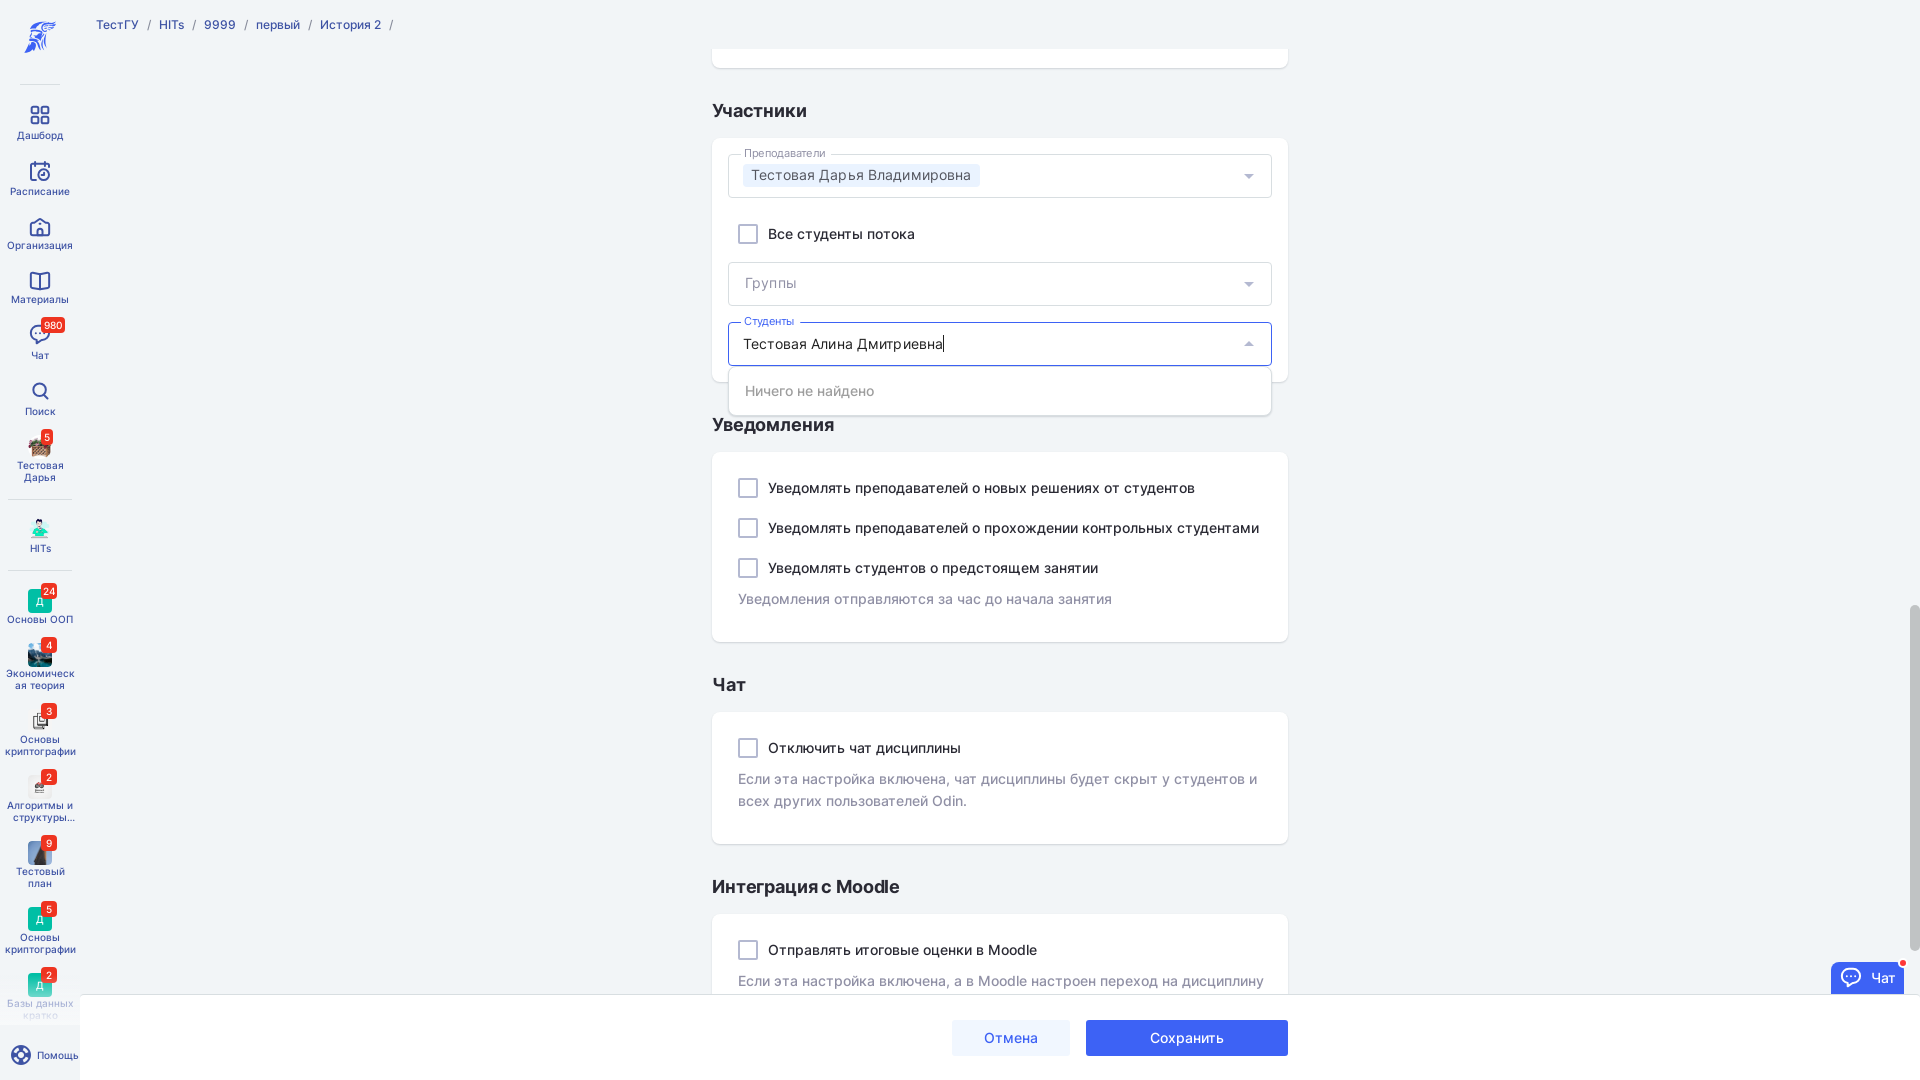 ТестГУ / HITs / 9999 / первый / История 2 /
Дашборд
Расписание
Организация
Материалы
980
Чат
Поиск
5
Тестовая
Дарья
HITs
24
Д
Основы ООП
4
Экономическ
ая теория
3
Основы
криптографии
2
Алгоритмы и
структуры...
9
Тестовый
план
5
Д
Основы
криптографии
2
Д
Базы данных
кратко
Помощь
Участники
Преподаватели
Тестовая Дарья Владимировна
Все студенты потока
Группы
Студенты
Тестовая Алина Дмитриевна
Ничего не найдено
Уведомления
Уведомлять преподавателей о новых решениях от студентов
Уведомлять преподавателей о прохождении контрольных студентами
Уведомлять студентов о предстоящем занятии
Уведомления отправляются за час до начала занятия
Чат
Отключить чат дисциплины
Если эта настройка включена, чат дисциплины будет скрыт у студентов и
всех других пользователей Odin.
Интеграция с Moodle
Отправлять итоговые оценки в Moodle
Если эта настройка включена, а в Moodle настроен переход на дисциплину
Чат
Отмена
Сохранить